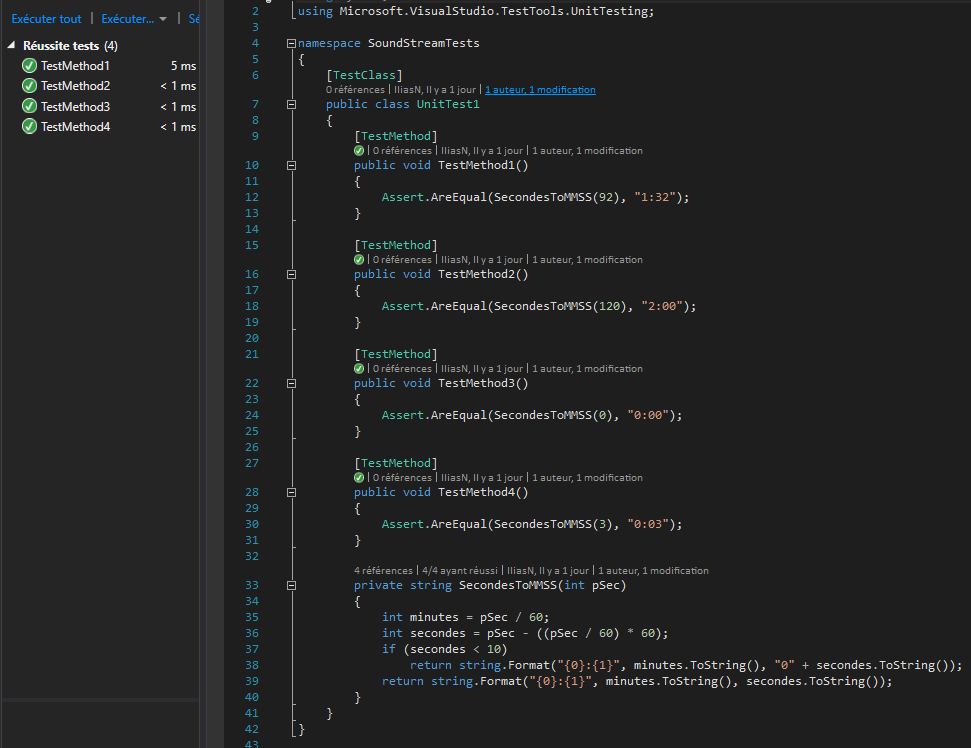 Exécuter tout | Exécuter... | Sé
Réussite tests (4)
TestMethod1 5 ms
TestMethod2 < 1 ms
TestMethod3 < 1 ms
TestMethod4 < 1 ms
2 using Microsoft.VisualStudio.TestTools.UnitTesting;
3
4 namespace SoundStreamTests
5 {
6 [TestClass]
0 références | IliasN, Il y a 1 jour | 1 auteur, 1 modification
7 public class UnitTest1
8 {
9 [TestMethod]
| 0 références | IliasN, Il y a 1 jour | 1 auteur, 1 modification
10 public void TestMethod1()
11 {
12 Assert.AreEqual(SecondesToMMSS(92), "1:32");
13 }
14
15 [TestMethod]
| 0 références | IliasN, Il y a 1 jour | 1 auteur, 1 modification
16 public void TestMethod2()
17 {
18 Assert.AreEqual(SecondesToMMSS(120), "2:00");
19 }
20
21 [TestMethod]
| 0 références | IliasN, Il y a 1 jour | 1 auteur, 1 modification
22 public void TestMethod3()
23 {
24 Assert.AreEqual(SecondesToMMSS(0), "0:00");
25 }
26
27 [TestMethod]
| 0 références | IliasN, Il y a 1 jour | 1 auteur, 1 modification
28 public void TestMethod4()
29 {
30 Assert.AreEqual(SecondesToMMSS(3), "0:03");
31 }
32
4 références | 4/4 ayant réussi | IliasN, Il y a 1 jour | 1 auteur, 1 modification
33 private string SecondesToMMSS(int pSec)
34 {
35 int minutes = pSec / 60;
36 int secondes = pSec - ((pSec / 60) * 60);
37 if (secondes < 10)
38 return string.Format("{0}:{1}", minutes.ToString(), "0" + secondes.ToString());
39 return string.Format("{0}:{1}", minutes.ToString(), secondes.ToString());
40 }
41 }
42 }
43